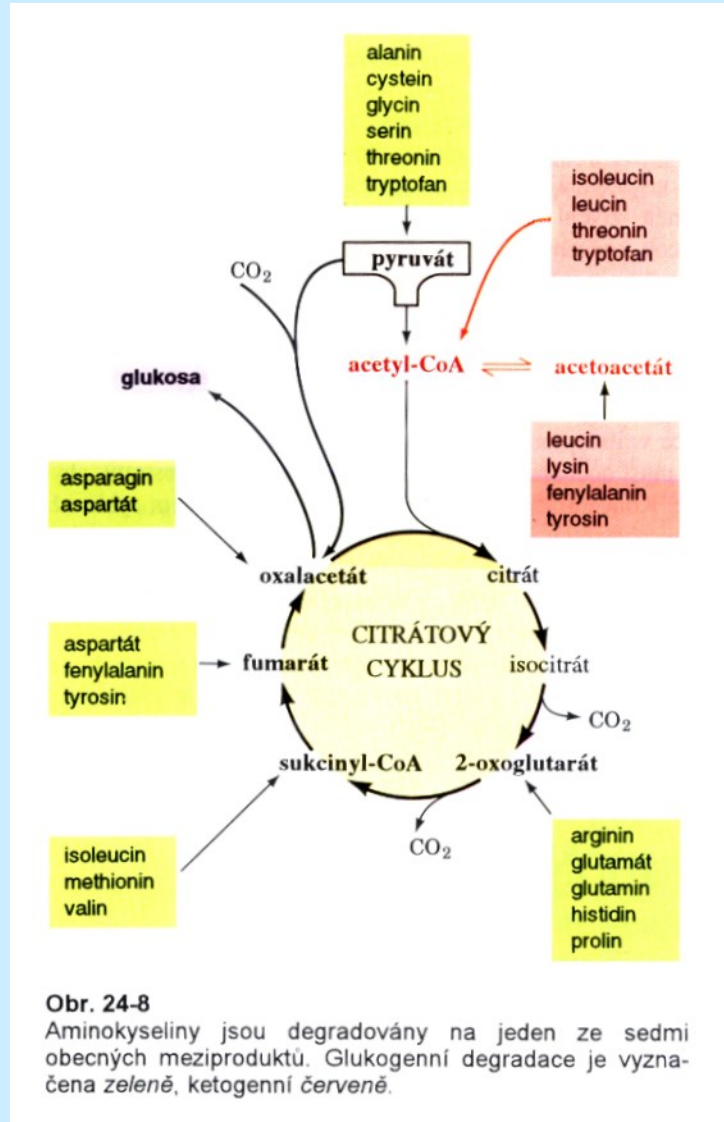 alanin
cystein
glycin
serin
threonin
tryptofan
isoleucin
leucin
threonin
tryptofan
pyruvát
CO2
acetyl-CoA
acetoacetát
glukosa
leucin
lysin
fenylalanin
tyrosin
asparagin
aspartát
oxalacetát
citrát
CITRÁTOVÝ
CYKLUS
aspartát
fenylalanin
tyrosin
fumarát
isocitrát
CO2
sukcinyl-CoA
2-oxoglutarát
CO2
isoleucin
methionin
valin
arginin
glutamát
glutamin
histidin
prolin
Obr. 24-8
Aminokyseliny jsou degradovány na jeden ze sedmi
obecných meziproduktů. Glukogenní degradace je vyzna-
čena zeleně, ketogenní červeně.